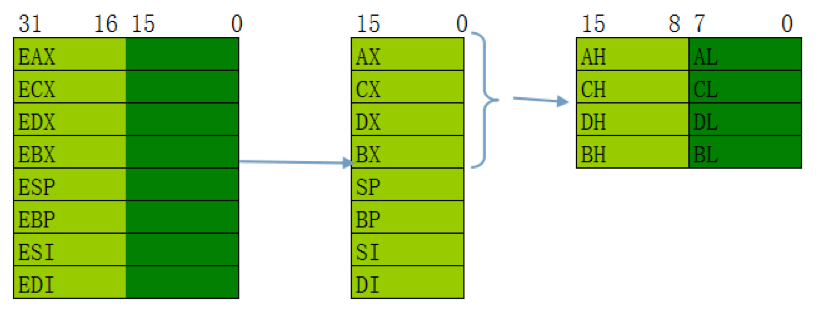 31 16 15 0
EAX
ECX
EDX
EBX
ESP
EBP
ESI
EDI
15 0
AX
CX
DX
BX
SP
BP
SI
DI
15 8 7 0
AH AL
CH CL
DH DL
BH BL